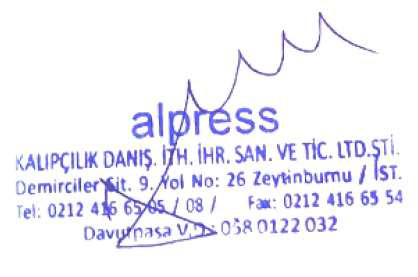 alpress
KALIPÇILIK DANIŞ. İTH. İHR. SAN. VE TİC. LTD.ŞTİ.
Demirciler Sit. 9. Yol No: 26 Zeytinburnu / İST.
Tel: 0212 416 65 05 / 08 / Fax: 0212 416 65 54
Davutpaşa V.D.: 058 0122 032